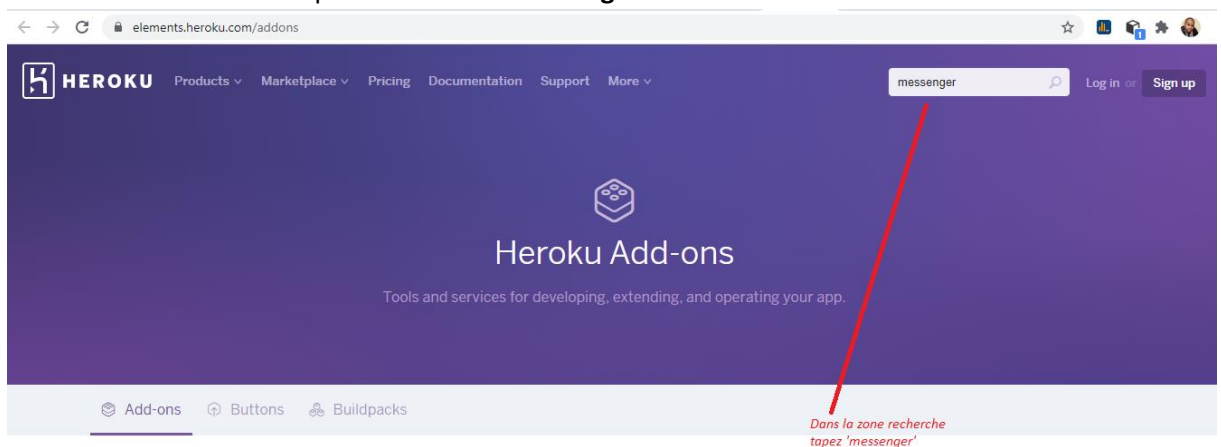 elements.heroku.com/addons
1
HEROKU Products Marketplace Pricing Documentation Support More messenger Log in or Sign up
Heroku Add-ons
Tools and services for developing, extending, and operating your app.
Add-ons Buttons Buildpacks
Dans la zone recherche
tapez 'messenger'